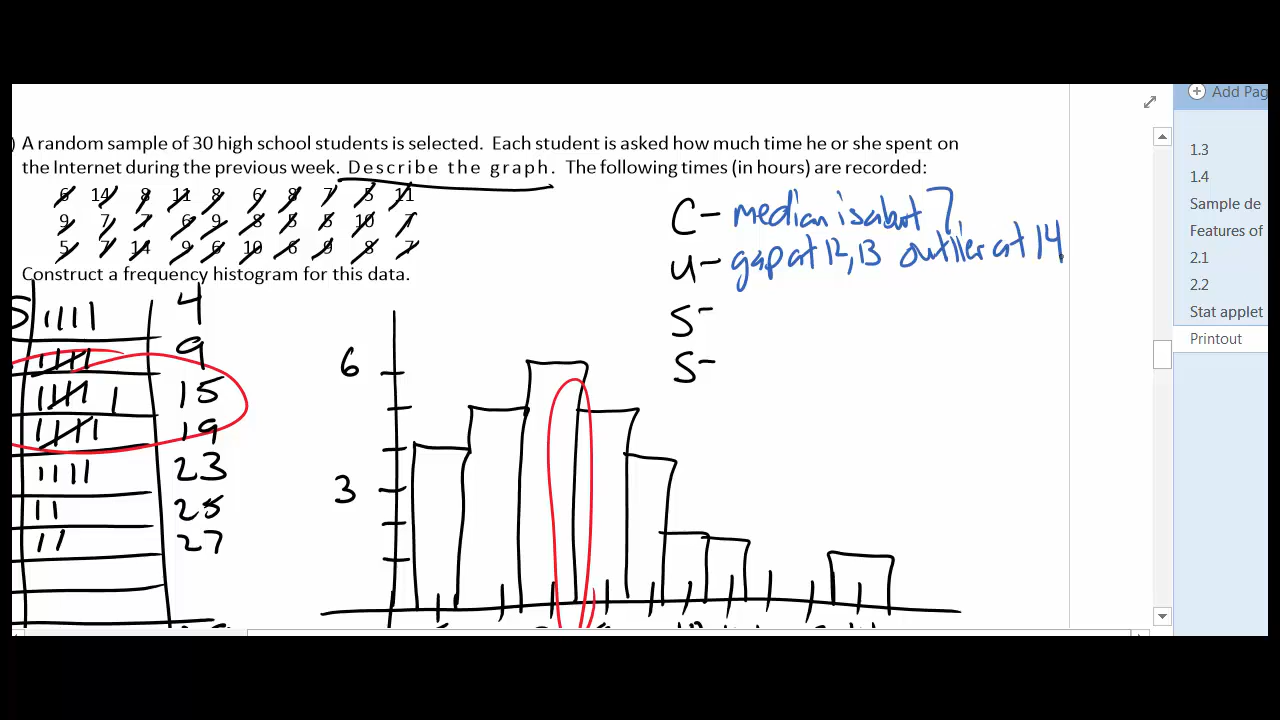 ) A random sample of 30 high school students is selected. Each student is asked how much time he or she spent on
the Internet during the previous week. Describe the graph. The following times (in hours) are recorded:
6 14 8 11 8 6 8 7 5 11
9 7 7 6 9 8 5 5 10 7
5 7 14 9 6 10 6 9 8 7
Construct a frequency histogram for this data.
C- median is about 7
u- gap at 12, 13 outlier at 14
S-
S-
5 4
9
15
19
23
25
27
6
3
Add Pag
1.3
1.4
Sample de
Features of
2.1
2.2
Stat applet
Printout